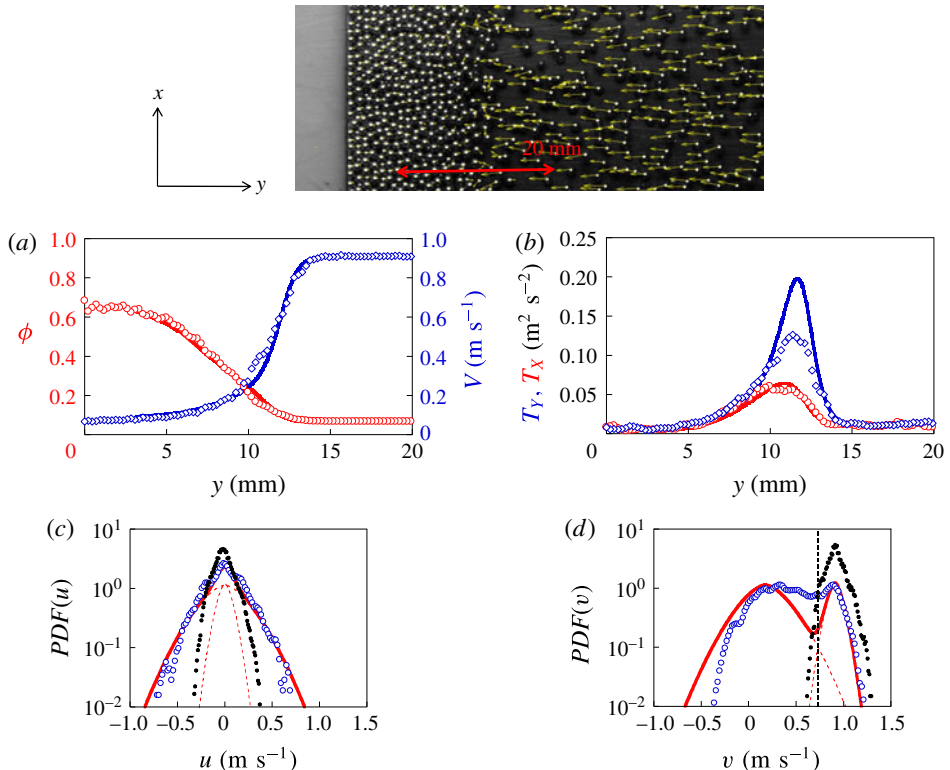 x
y
20 mm
(a)
1.0
0.8
0.6
0.4
0.2
0
ϕ
1.0
0.8
0.6
0.4
0.2
0
V (m s⁻¹)
0
5
10
15
20
y (mm)
(b)
0.25
0.20
0.15
0.10
0.05
T_Y, T_X (m² s⁻²)
0
5
10
15
20
y (mm)
(c)
10¹
10⁰
10⁻¹
10⁻²
PDF(u)
−1.0
−0.5
0
0.5
1.0
1.5
u (m s⁻¹)
(d)
10¹
10⁰
10⁻¹
10⁻²
PDF(v)
−1.0
−0.5
0
0.5
1.0
1.5
v (m s⁻¹)